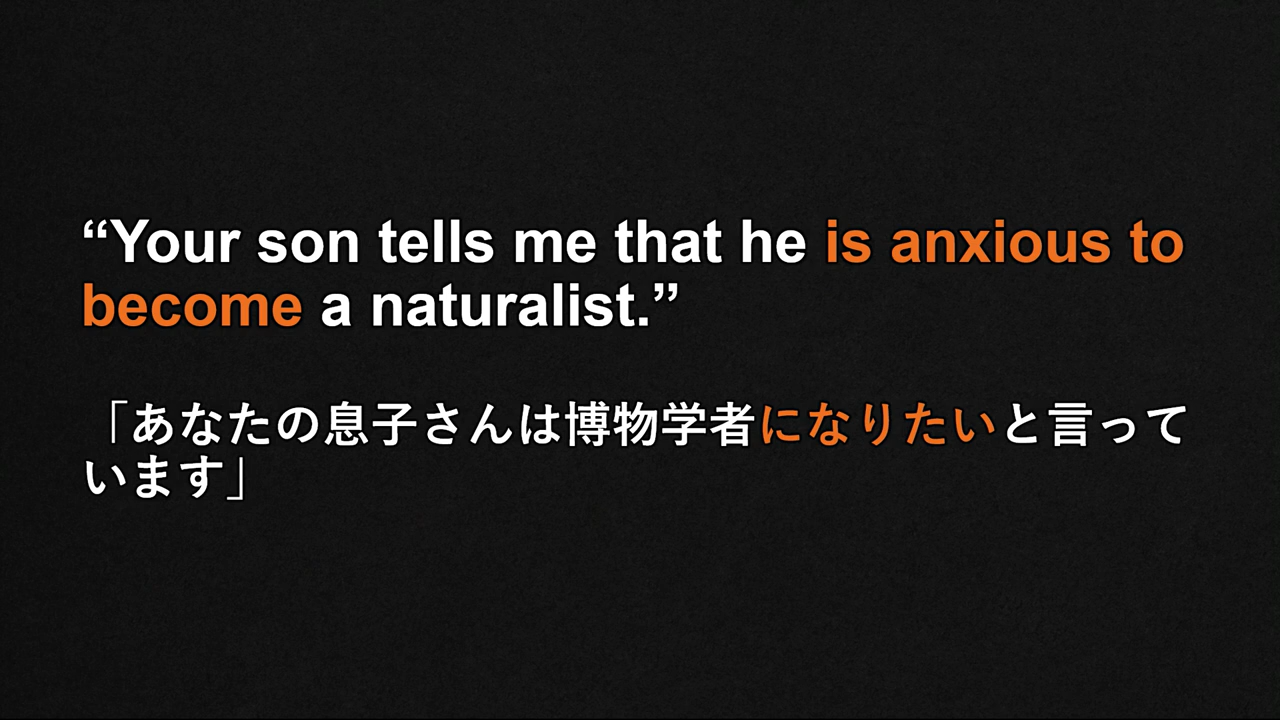 “Your son tells me that he is anxious to
become a naturalist.”
「あなたの息子さんは博物学者になりたいと言って
います」